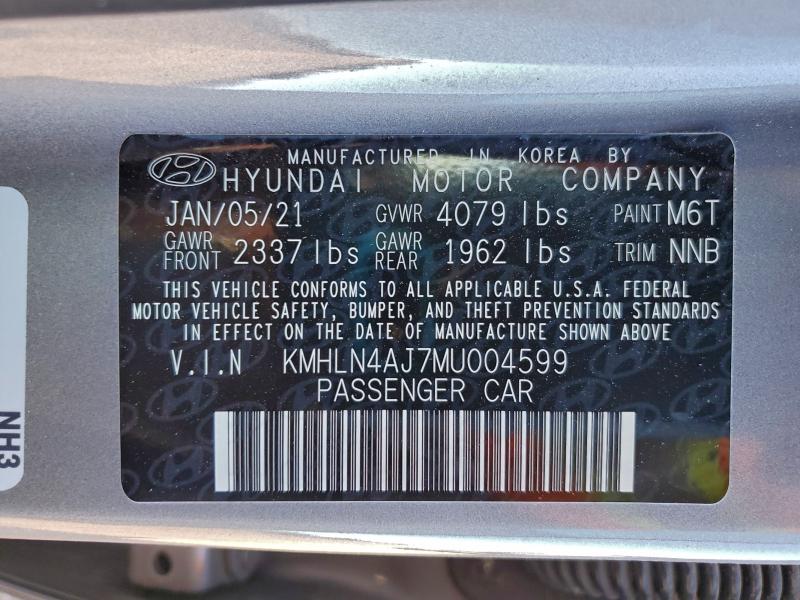 MANUFACTURED IN KOREA BY
HYUNDAI MOTOR COMPANY
JAN/05/21 GVWR 4079 lbs PAINT M6T
GAWR FRONT 2337 lbs GAWR REAR 1962 lbs TRIM NNB
THIS VEHICLE CONFORMS TO ALL APPLICABLE U.S.A. FEDERAL
MOTOR VEHICLE SAFETY, BUMPER, AND THEFT PREVENTION STANDARDS
IN EFFECT ON THE DATE OF MANUFACTURE SHOWN ABOVE
V.I.N KMHLN4AJ7MU004599
PASSENGER CAR
NH3